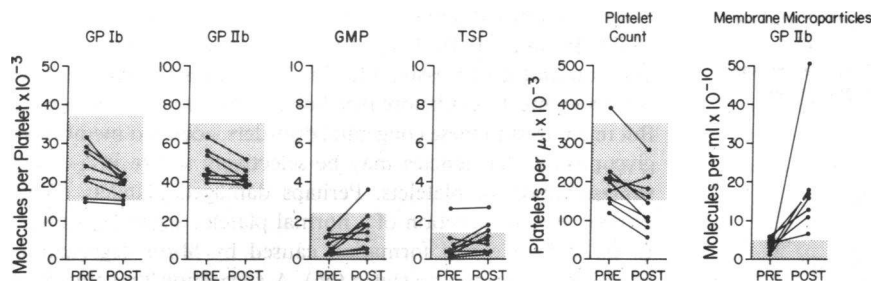 GP Ib
GP IIb
GMP
TSP
Platelet
Count
Membrane Microparticles
GP IIb
Molecules per Platelet x10⁻³
50
40
30
20
10
0
PRE POST
100
80
60
40
20
0
PRE POST
10
8
6
4
2
0
PRE POST
10
8
6
4
2
0
PRE POST
Platelets per μl x 10⁻³
500
400
300
200
100
0
PRE POST
Molecules per ml x 10⁻¹⁰
50
40
30
20
10
0
PRE POST